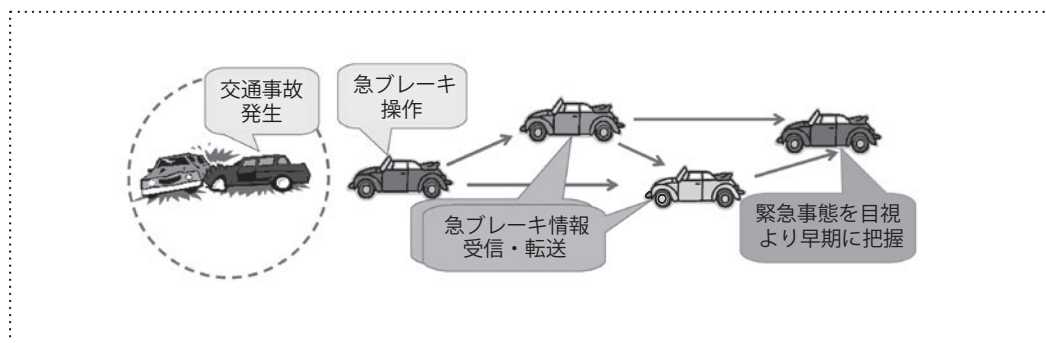 交通事故
発生
急ブレーキ
操作
急ブレーキ情報
受信・転送
緊急事態を目視
より早期に把握